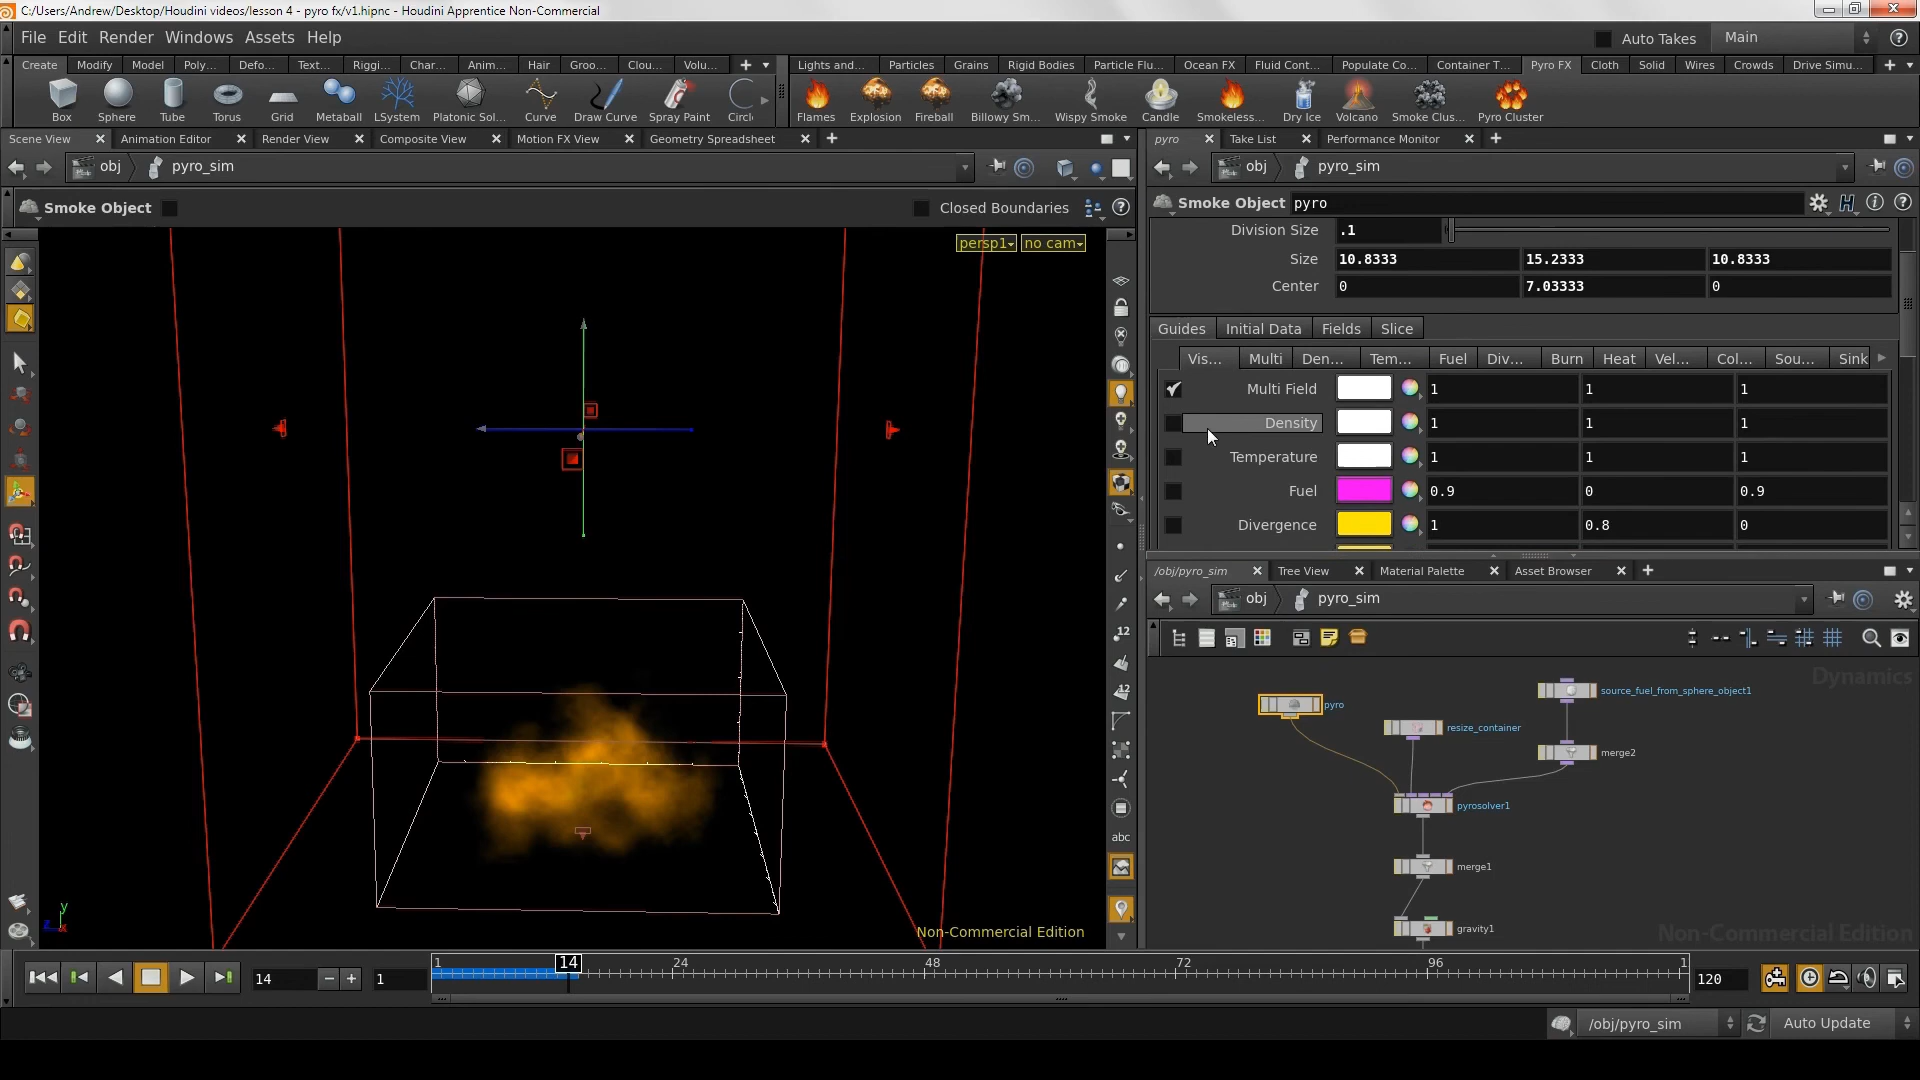 C:/Users/Andrew/Desktop/Houdini videos/lesson 4 - pyro fx/v1.hipnc - Houdini Apprentice Non-Commercial
File Edit Render Windows Assets Help
Auto Takes Main
Create Modify Model Poly... Defo... Text... Riggi... Char... Anim... Hair Groo... Clou... Volu...
Lights and... Particles Grains Rigid Bodies Particle Flu... Ocean FX Fluid Cont... Populate Co... Container T... Pyro FX Cloth Solid Wires Crowds Drive Simu...
Box Sphere Tube Torus Grid Metaball LSystem Platonic Sol... Curve Draw Curve Spray Paint Circl
Flames Explosion Fireball Billowy Sm... Wispy Smoke Candle Smokeless... Dry Ice Volcano Smoke Clus... Pyro Cluster
Scene View Animation Editor Render View Composite View Motion FX View Geometry Spreadsheet
pyro Take List Performance Monitor
obj pyro_sim
obj pyro_sim
Smoke Object Closed Boundaries
Smoke Object pyro
persp1 no cam
Division Size .1
Size 10.8333 15.2333 10.8333
Center 0 7.03333 0
Guides Initial Data Fields Slice
Vis... Multi Den... Tem... Fuel Div... Burn Heat Vel... Col... Sou... Sink
Multi Field 1 1 1
Density 1 1 1
Temperature 1 1 1
Fuel 0.9 0 0.9
Divergence 1 0.8 0
/obj/pyro_sim Tree View Material Palette Asset Browser
obj pyro_sim
12
12
abc
Dynamics
pyro
source_fuel_from_sphere_object1
resize_container
merge2
pyrosolver1
merge1
gravity1
Non-Commercial Edition
y
z
x
Non-Commercial Edition
14 1 1 14 24 48 72 96 1 120
/obj/pyro_sim Auto Update